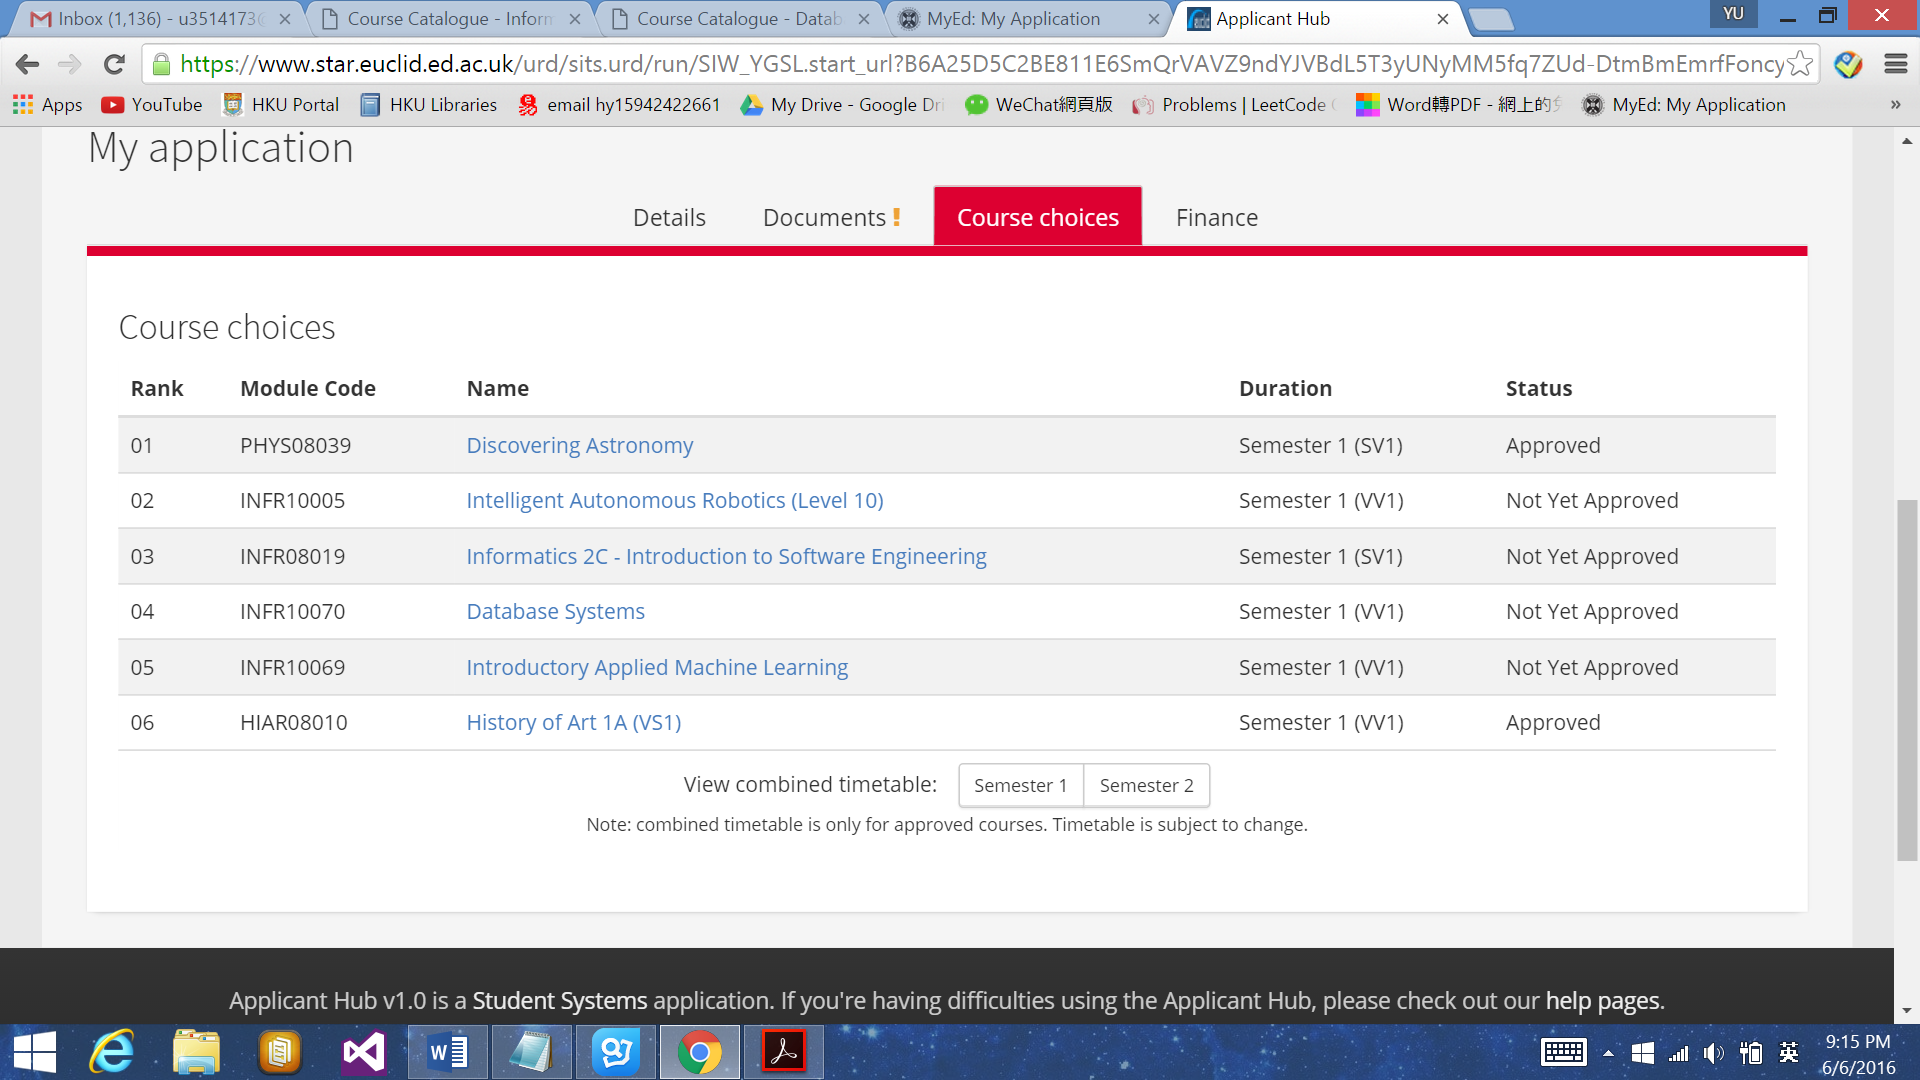 Inbox (1,136) - u3514173@ Course Catalogue - Inform Course Catalogue - Datab MyEd: My Application Applicant Hub YU
https://www.star.euclid.ed.ac.uk/urd/sits.urd/run/SIW_YGSL.start_url?B6A25D5C2BE811E6SmQrVAVZ9ndYJVBdL5T3yUNyMM5fq7ZUd-DtmBmEmrfFoncy
Apps YouTube HKU Portal HKU Libraries email hy15942422661 My Drive - Google Dri WeChat網頁版 Problems | LeetCode Word轉PDF - 網上的 MyEd: My Application »
My application
Details Documents ! Course choices Finance
Course choices
Rank Module Code Name Duration Status
01 PHYS08039 Discovering Astronomy Semester 1 (SV1) Approved
02 INFR10005 Intelligent Autonomous Robotics (Level 10) Semester 1 (VV1) Not Yet Approved
03 INFR08019 Informatics 2C - Introduction to Software Engineering Semester 1 (SV1) Not Yet Approved
04 INFR10070 Database Systems Semester 1 (VV1) Not Yet Approved
05 INFR10069 Introductory Applied Machine Learning Semester 1 (VV1) Not Yet Approved
06 HIAR08010 History of Art 1A (VS1) Semester 1 (VV1) Approved
View combined timetable: Semester 1 Semester 2
Note: combined timetable is only for approved courses. Timetable is subject to change.
Applicant Hub v1.0 is a Student Systems application. If you're having difficulties using the Applicant Hub, please check out our help pages.
英 9:15 PM
6/6/2016